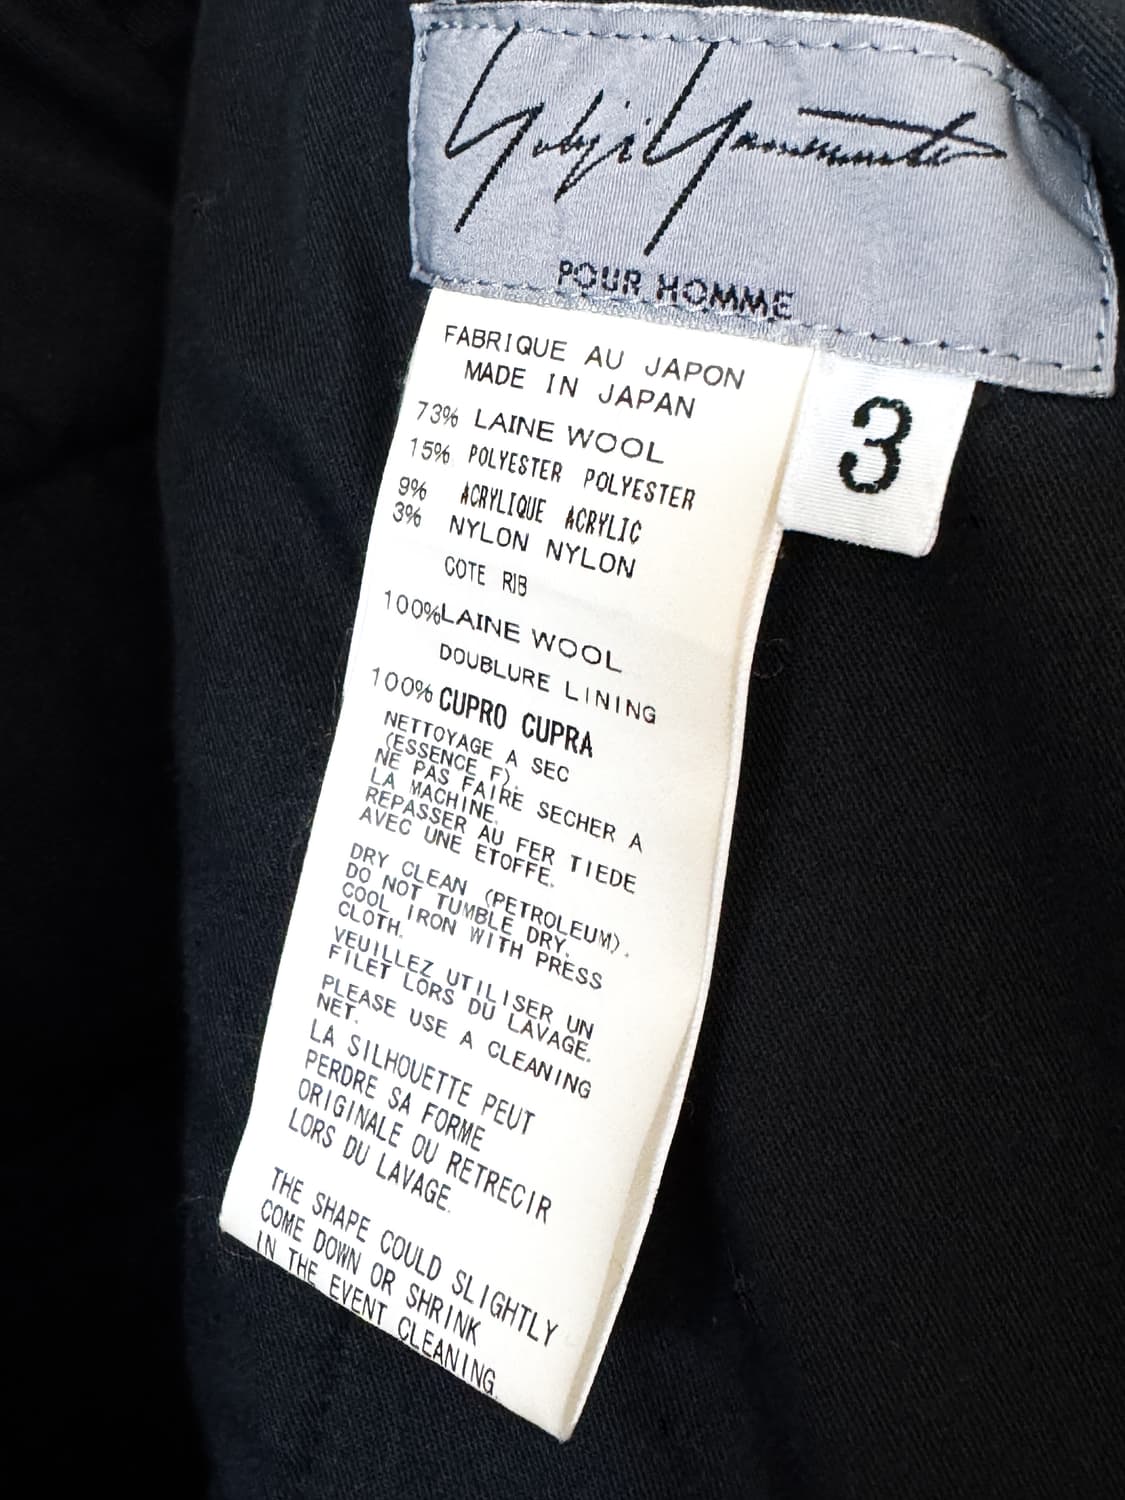 Yohji Yamamoto
POUR HOMME
3
FABRIQUE AU JAPON
MADE IN JAPAN
73% LAINE WOOL
15% POLYESTER POLYESTER
9% ACRYLIQUE ACRYLIC
3% NYLON NYLON
COTE RIB
100%LAINE WOOL
DOUBLURE LINING
100% CUPRO CUPRA
NETTOYAGE A SEC
(ESSENCE F).
NE PAS FAIRE SECHER A
LA MACHINE.
REPASSER AU FER TIEDE
AVEC UNE ETOFFE.
DRY CLEAN (PETROLEUM).
DO NOT TUMBLE DRY.
COOL IRON WITH PRESS
CLOTH.
VEUILLEZ UTILISER UN
FILET LORS DU LAVAGE.
PLEASE USE A CLEANING
NET.
LA SILHOUETTE PEUT
PERDRE SA FORME
ORIGINALE OU RETRECIR
LORS DU LAVAGE.
THE SHAPE COULD SLIGHTLY
COME DOWN OR SHRINK
IN THE EVENT CLEANING.